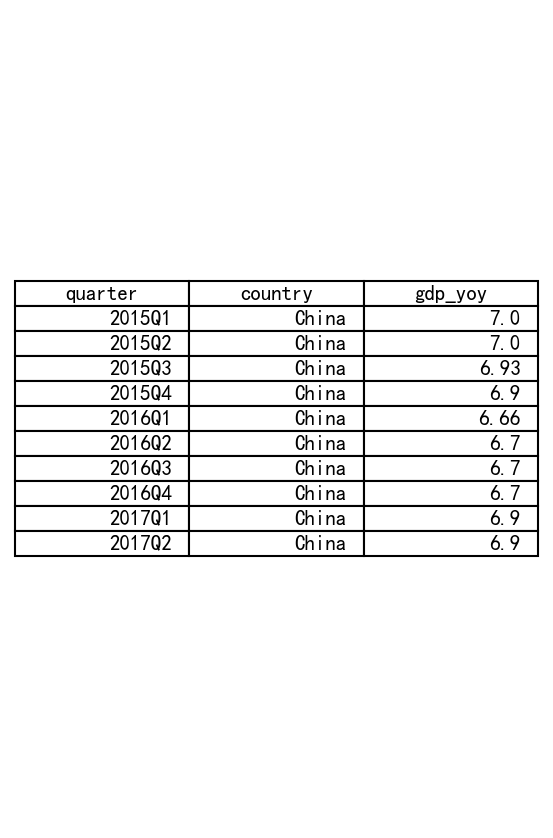 quarter country gdp_yoy
2015Q1 China 7.0
2015Q2 China 7.0
2015Q3 China 6.93
2015Q4 China 6.9
2016Q1 China 6.66
2016Q2 China 6.7
2016Q3 China 6.7
2016Q4 China 6.7
2017Q1 China 6.9
2017Q2 China 6.9